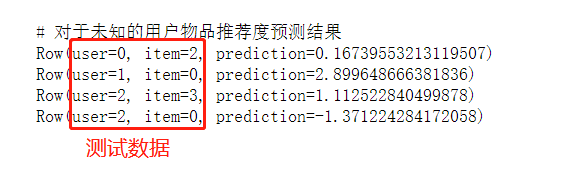 # 对于未知的用户物品推荐度预测结果
Row(user=0, item=2, prediction=0.16739553213119507)
Row(user=1, item=0, prediction=2.899648666381836)
Row(user=2, item=3, prediction=1.112522840499878)
Row(user=2, item=0, prediction=-1.371224284172058)
测试数据